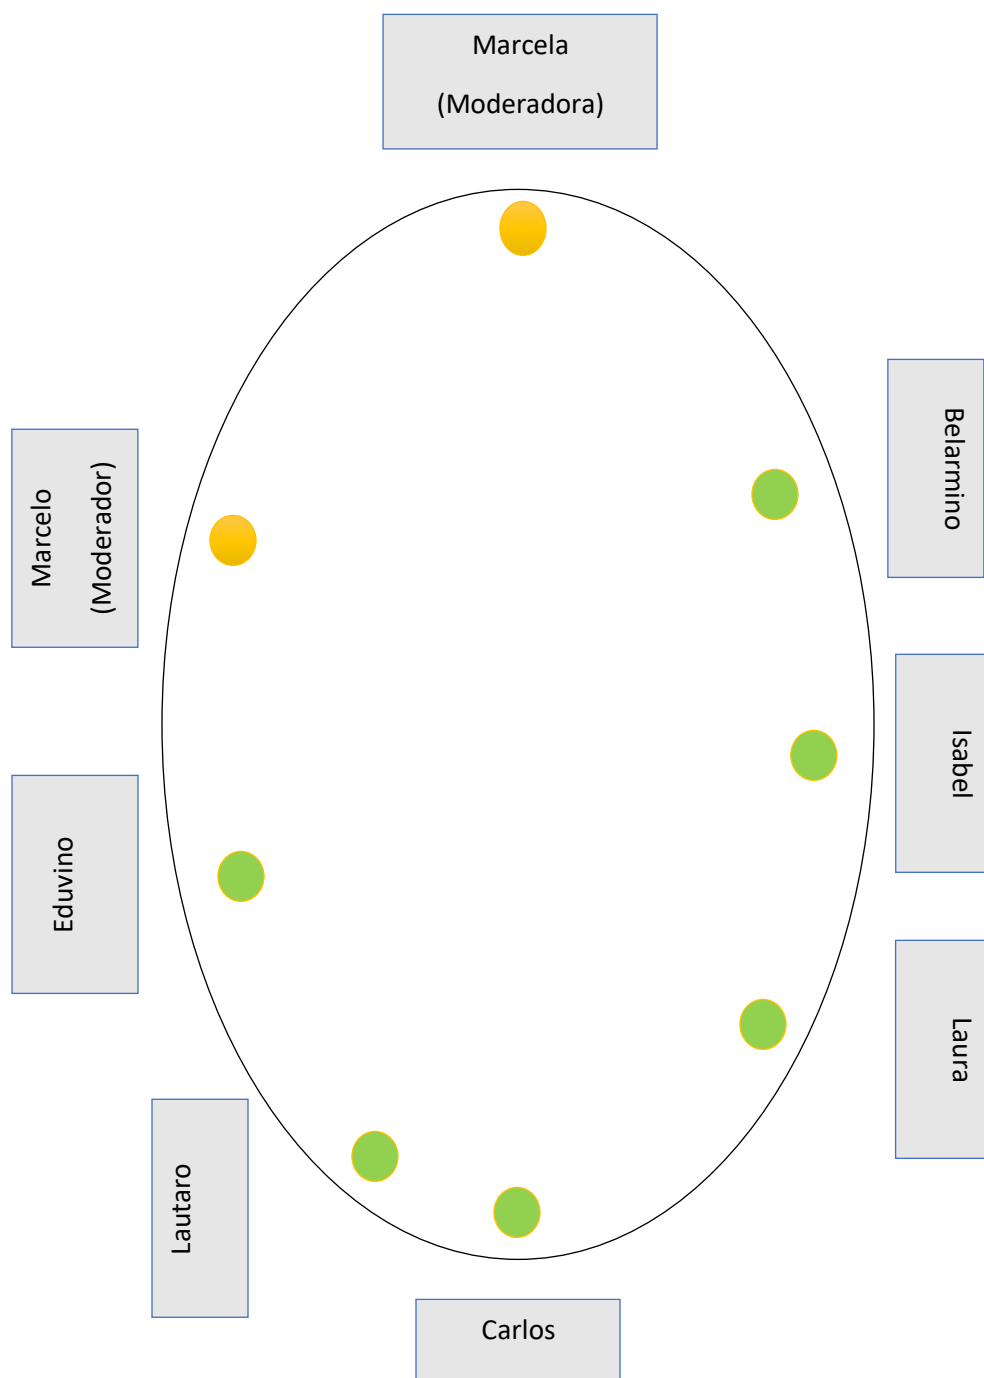 Marcela
(Moderadora)
Belarmino
Marcelo
(Moderador)
Isabel
Eduvino
Laura
Lautaro
Carlos